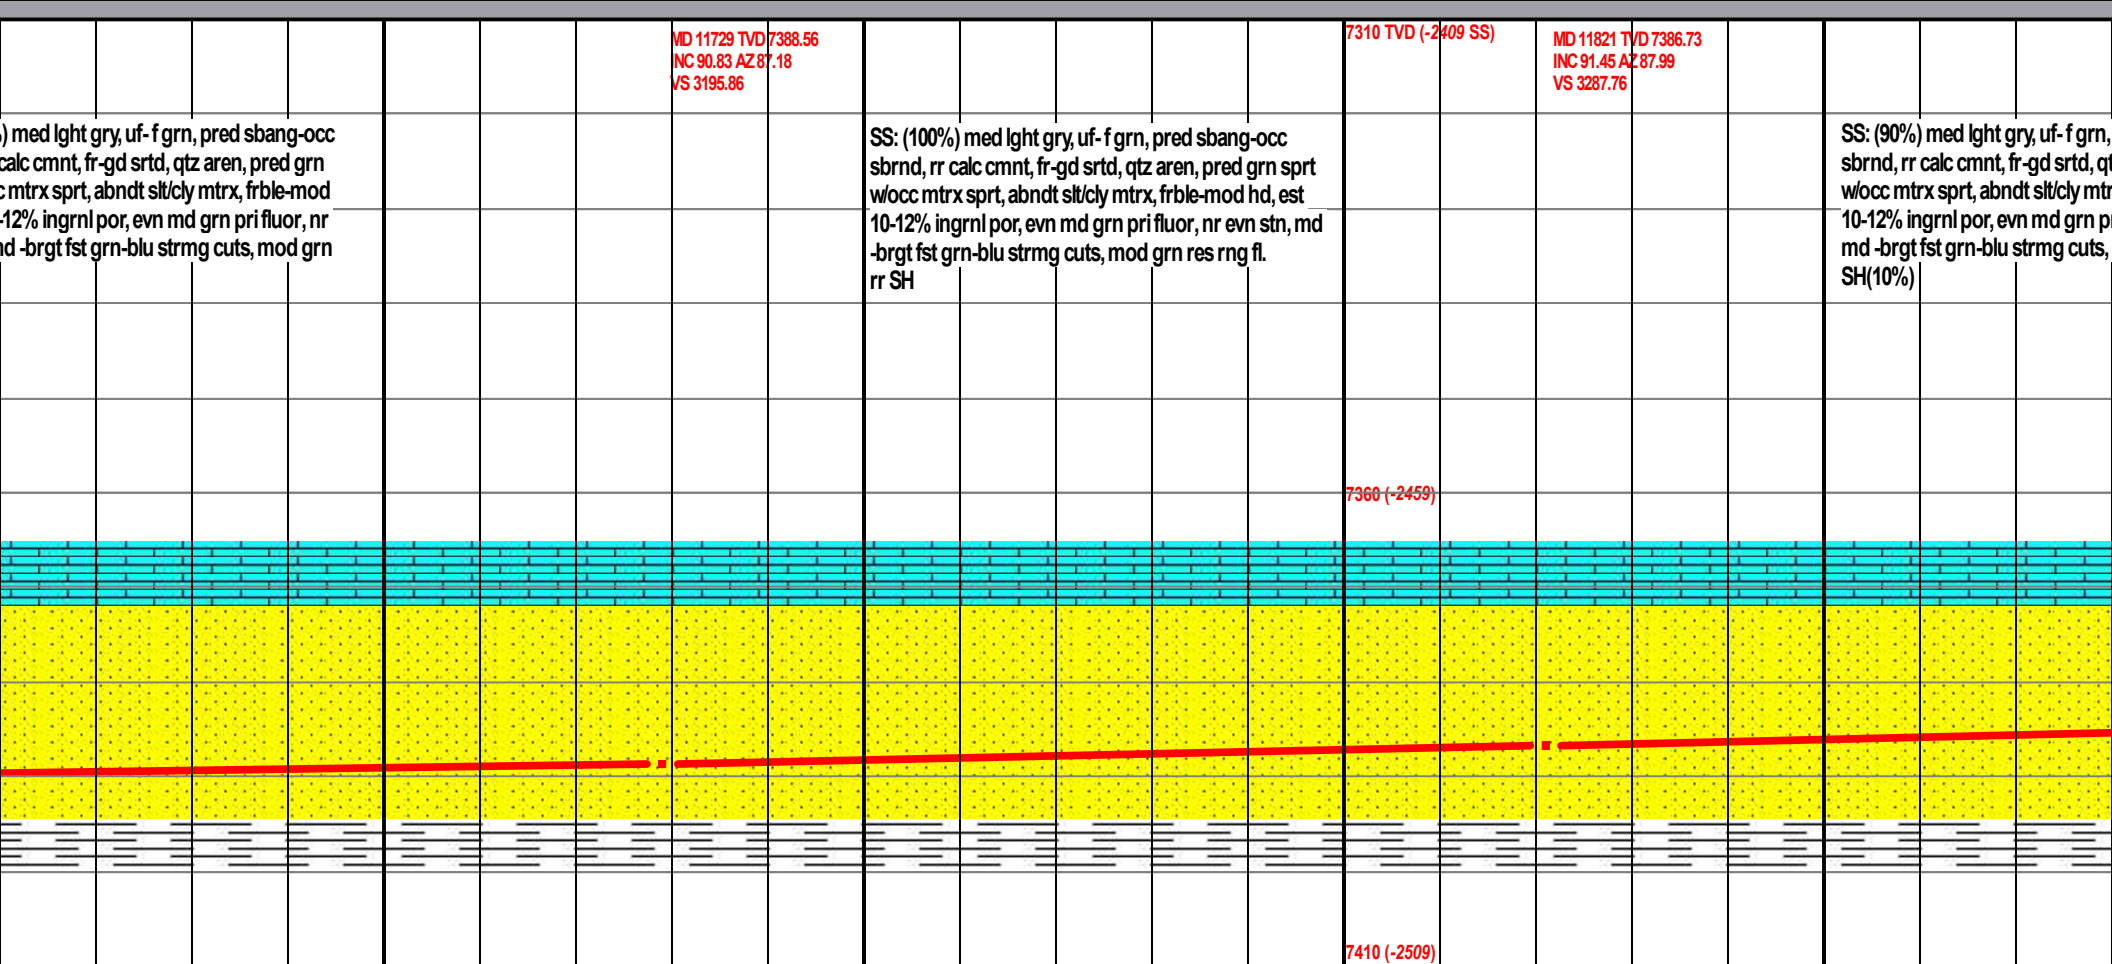 MD 11729 TVD 7388.56
INC 90.83 AZ 87.18
VS 3195.86
7310 TVD (-2409 SS)
MD 11821 TVD 7386.73
INC 91.45 AZ 87.99
VS 3287.76
) med lght gry, uf- f grn, pred sbang-occ
calc cmnt, fr-gd srtd, qtz aren, pred grn
c mtrx sprt, abndt slt/cly mtrx, frble-mod
-12% ingrnl por, evn md grn pri fluor, nr
nd -brgt fst grn-blu strmg cuts, mod grn
SS: (100%) med lght gry, uf- f grn, pred sbang-occ
sbrnd, rr calc cmnt, fr-gd srtd, qtz aren, pred grn sprt
w/occ mtrx sprt, abndt slt/cly mtrx, frble-mod hd, est
10-12% ingrnl por, evn md grn pri fluor, nr evn stn, md
-brgt fst grn-blu strmg cuts, mod grn res rng fl.
rr SH
SS: (90%) med lght gry, uf- f grn,
sbrnd, rr calc cmnt, fr-gd srtd, qt
w/occ mtrx sprt, abndt slt/cly mtr
10-12% ingrnl por, evn md grn pr
md -brgt fst grn-blu strmg cuts,
SH(10%)
7360 (-2459)
7410 (-2509)